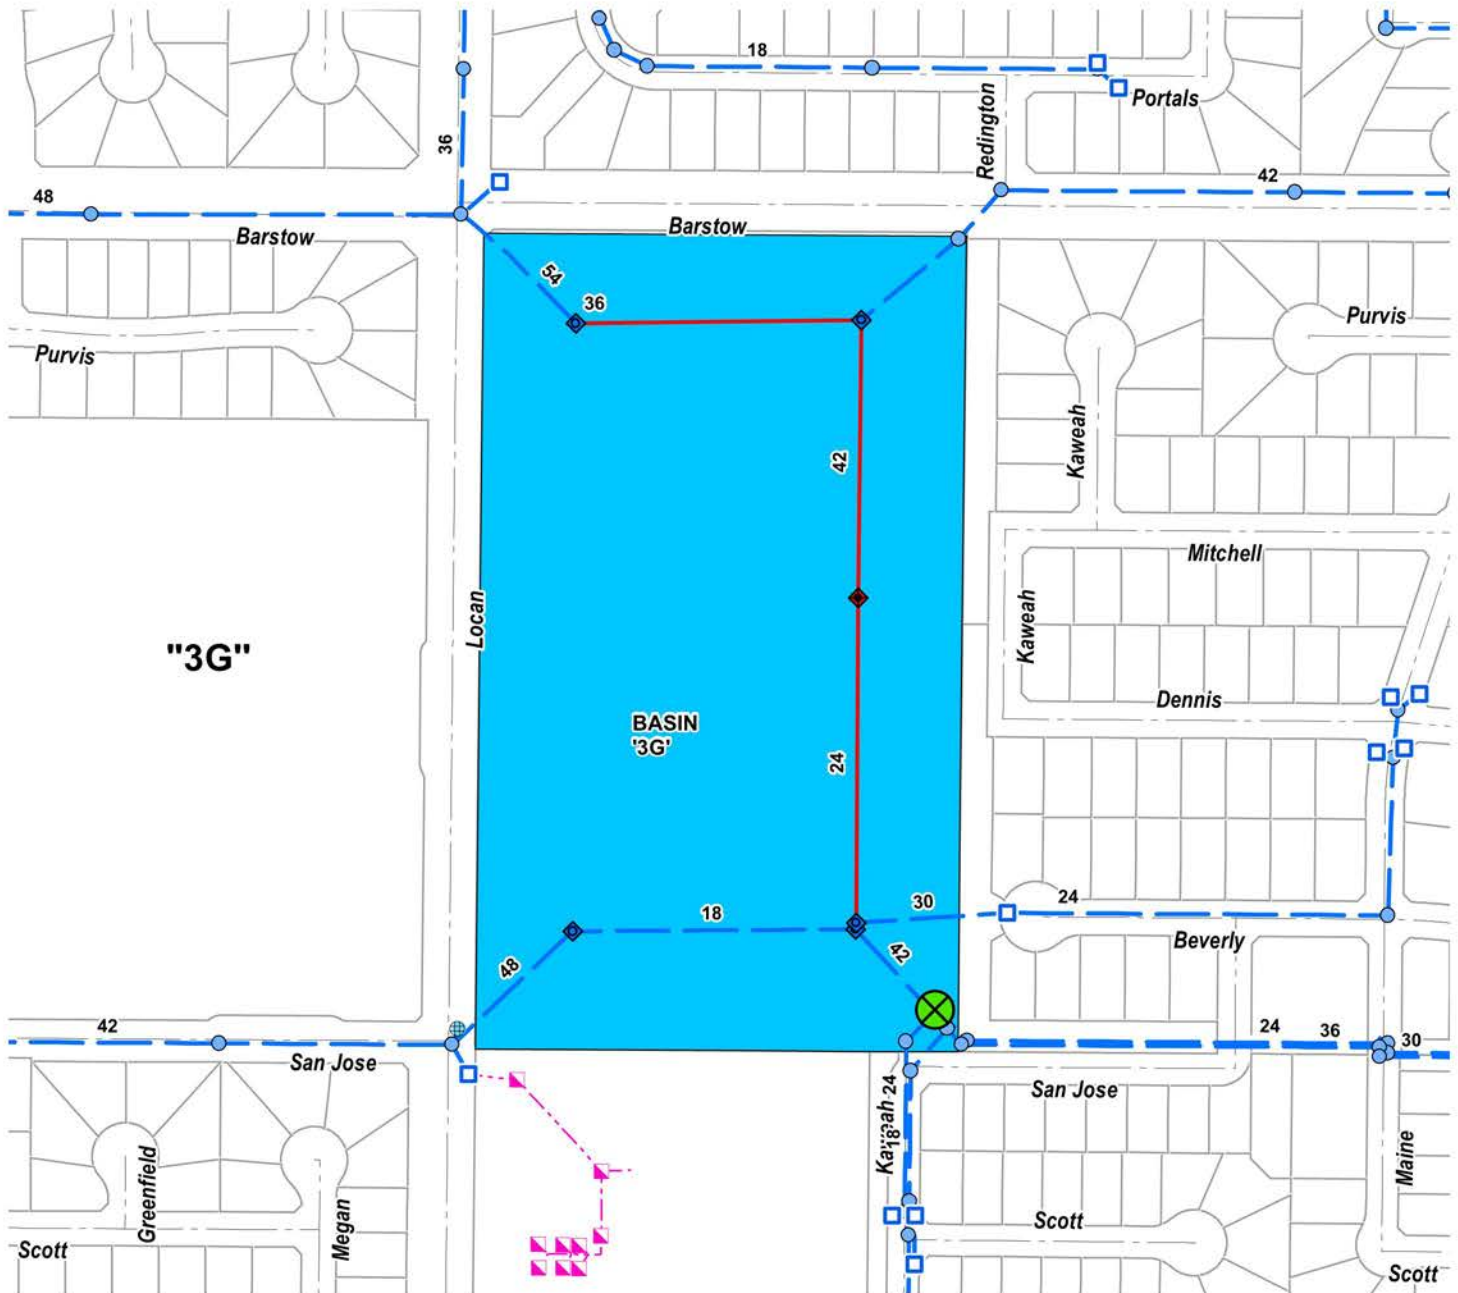 18
Portals
Redington
36
48
42
Barstow
Barstow
54
36
Purvis
Purvis
42
Kaweah
Mitchell
Locan
Kaweah
"3G"
Dennis
BASIN
'3G'
24
30
24
18
Beverly
42
48
42
24
36
30
San Jose
24
San Jose
Kaweah
18
Maine
Greenfield
Megan
Scott
Scott
Scott